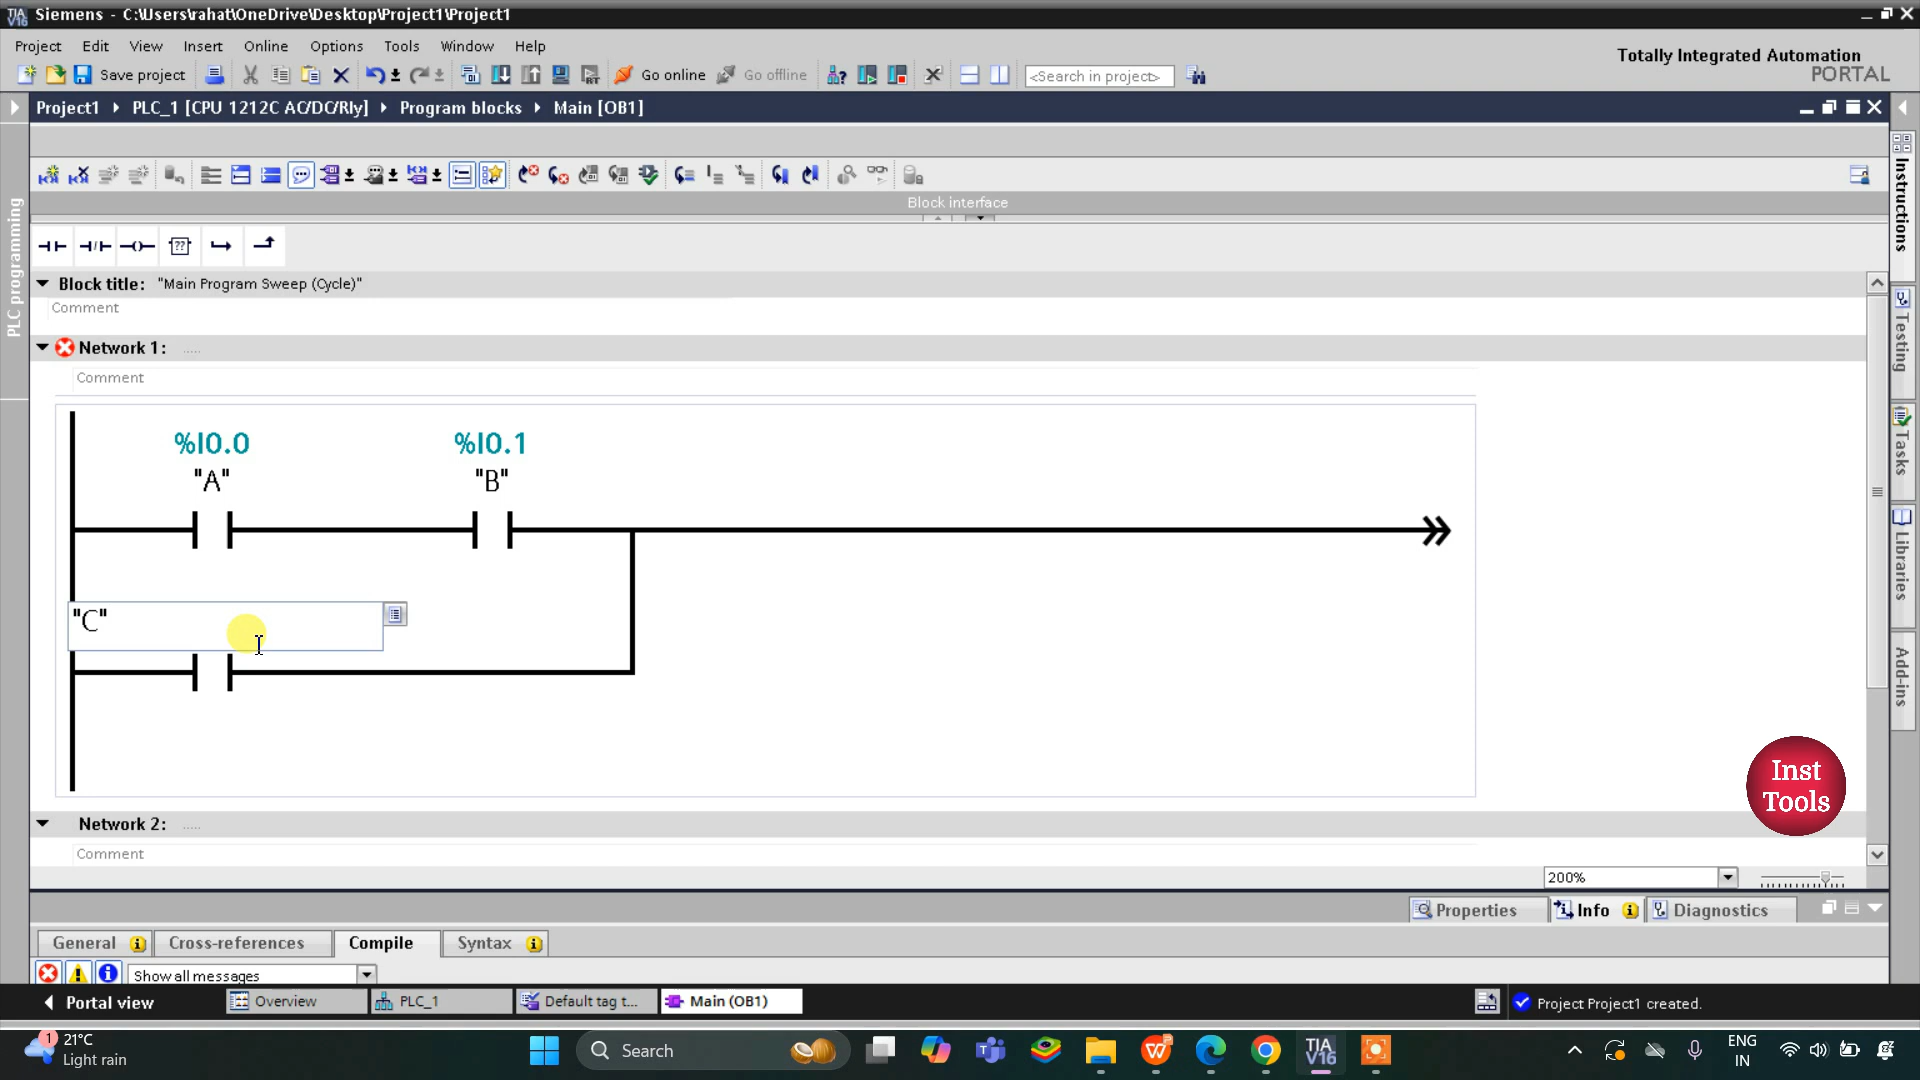 Siemens - C:\Users\rahat\OneDrive\Desktop\Project1\Project1
Project Edit View Insert Online Options Tools Window Help
Totally Integrated Automation
PORTAL
Save project Go online Go offline <Search in project>
Project1 PLC_1 [CPU 1212C AC/DC/Rly] Program blocks Main [OB1]
PLC programming
Instructions
Testing
Tasks
Libraries
Add-ins
Block interface
??
Block title: "Main Program Sweep (Cycle)"
Comment
Network 1: .....
Comment
%I0.0 %I0.1
"A" "B"
"C"
Inst
Tools
Network 2: .....
Comment
200%
Properties Info Diagnostics
General Cross-references Compile Syntax
Show all messages
Portal view Overview PLC_1 Default tag t... Main (OB1) Project Project1 created.
1 21°C
Light rain
Search
TIA
V16
ENG
IN